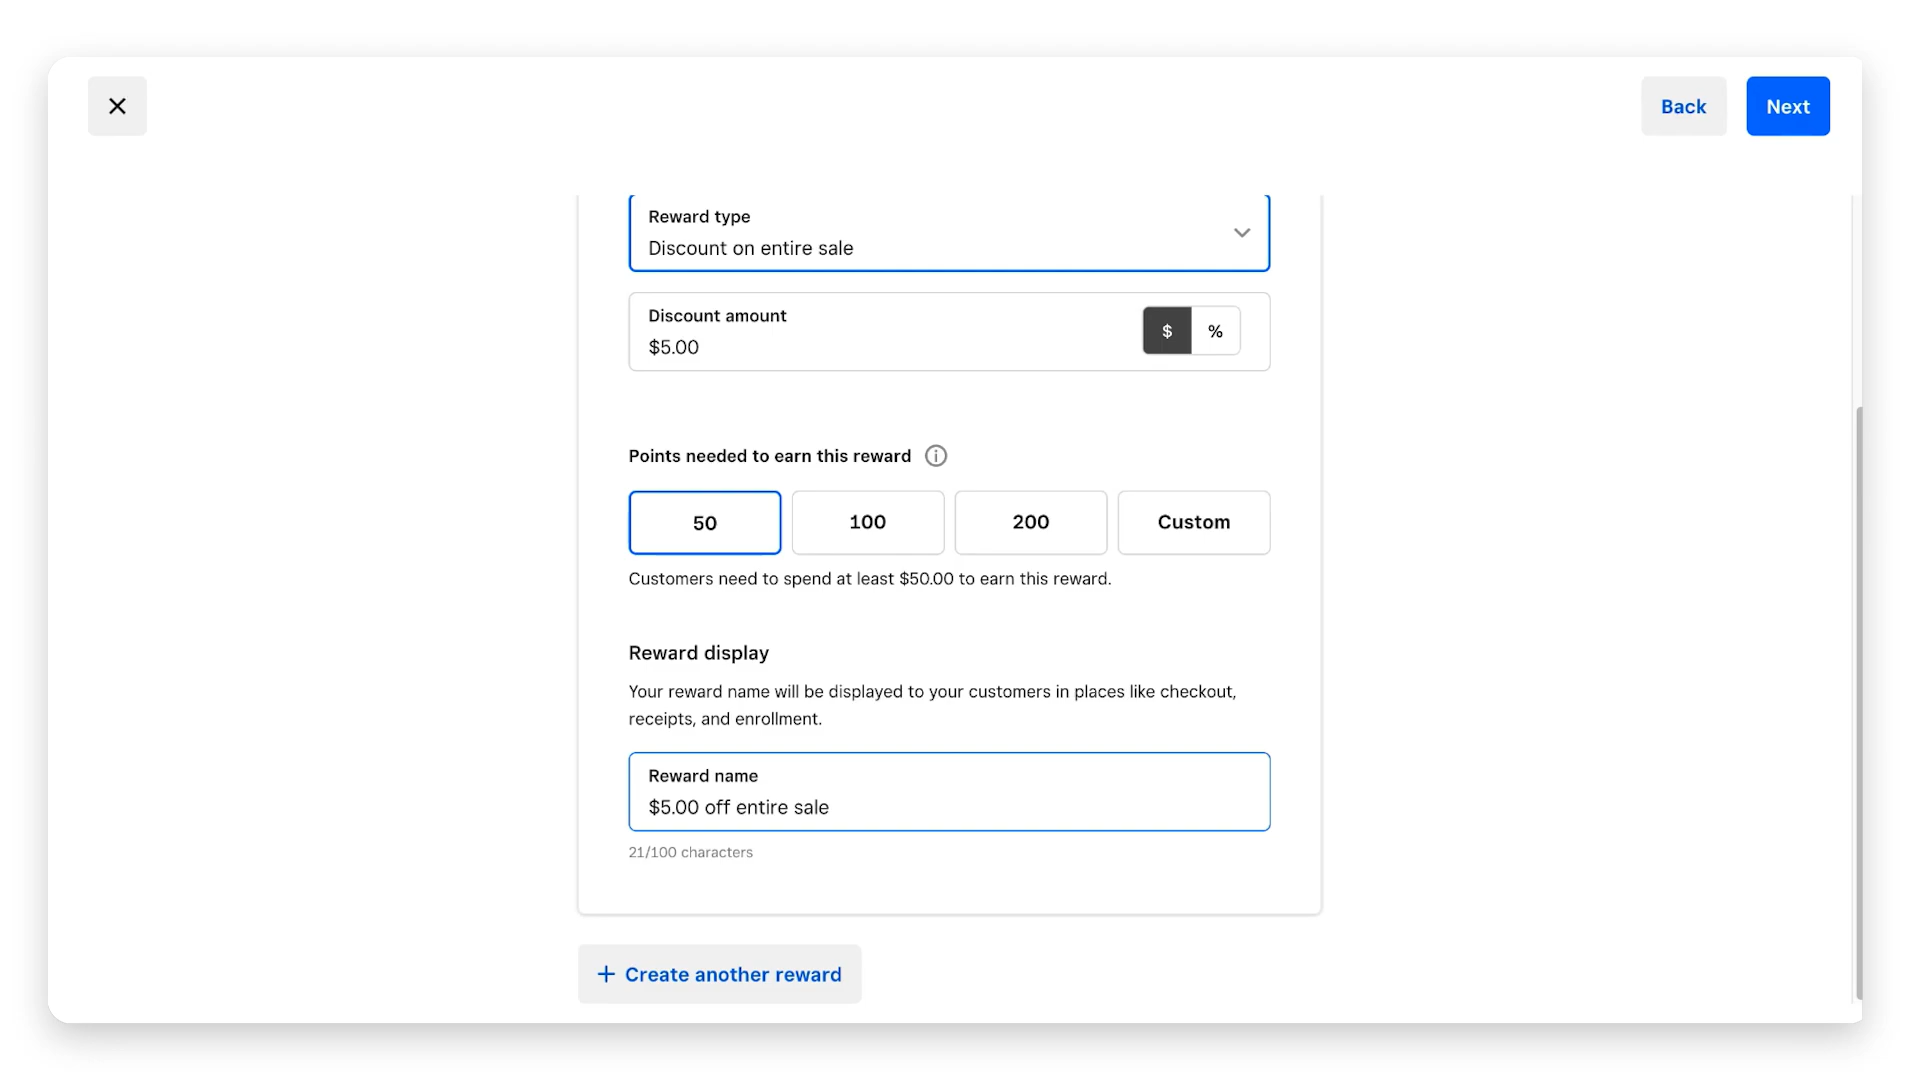 Back
Next
Reward type
Discount on entire sale
Discount amount
$5.00
$
%
Points needed to earn this reward
50
100
200
Custom
Customers need to spend at least $50.00 to earn this reward.
Reward display
Your reward name will be displayed to your customers in places like checkout,
receipts, and enrollment.
Reward name
$5.00 off entire sale
21/100 characters
+ Create another reward